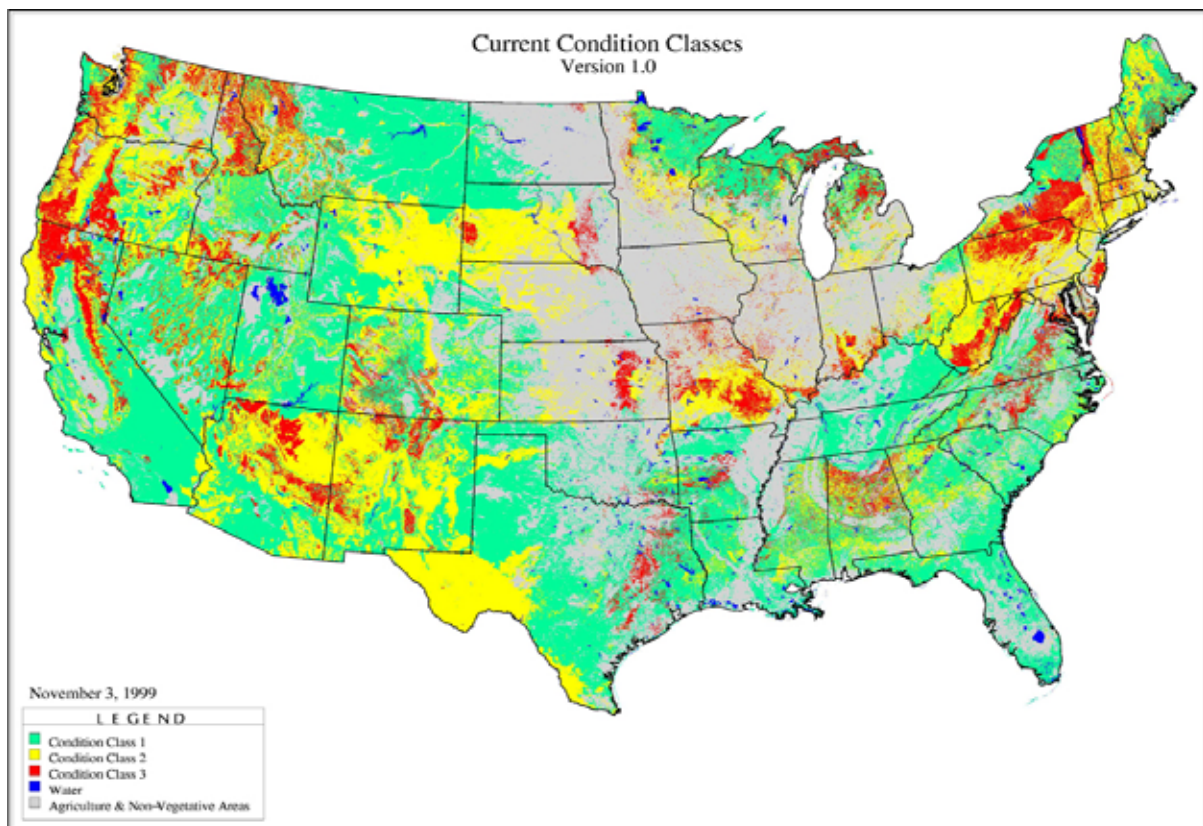 Current Condition Classes
Version 1.0
November 3, 1999
LEGEND
Condition Class 1
Condition Class 2
Condition Class 3
Water
Agriculture & Non-Vegetative Areas